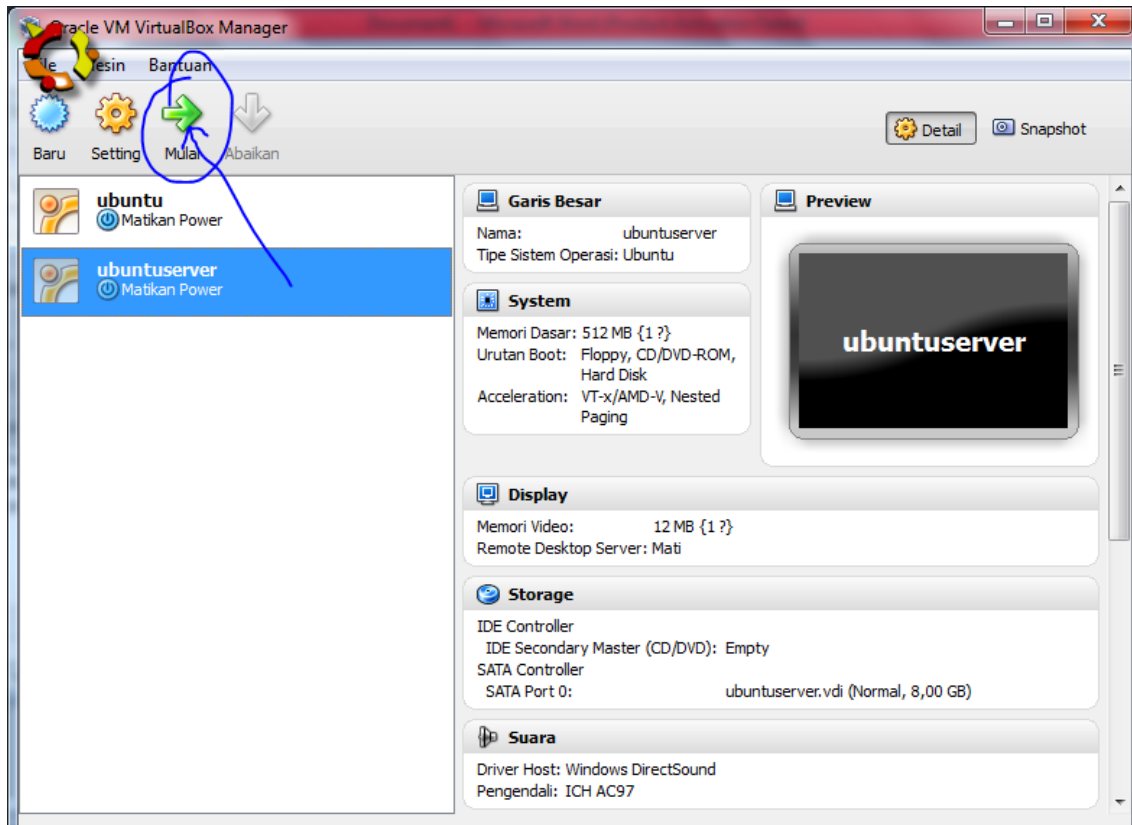 Oracle VM VirtualBox Manager
File Mesin Bantuan
Baru Setting Mulai Abaikan
Detail Snapshot
ubuntu
Matikan Power
ubuntuserver
Matikan Power
Garis Besar
Nama: ubuntuserver
Tipe Sistem Operasi: Ubuntu
Preview
ubuntuserver
System
Memori Dasar: 512 MB {1 ?}
Urutan Boot: Floppy, CD/DVD-ROM,
Hard Disk
Acceleration: VT-x/AMD-V, Nested
Paging
Display
Memori Video: 12 MB {1 ?}
Remote Desktop Server: Mati
Storage
IDE Controller
IDE Secondary Master (CD/DVD): Empty
SATA Controller
SATA Port 0: ubuntuserver.vdi (Normal, 8,00 GB)
Suara
Driver Host: Windows DirectSound
Pengendali: ICH AC97